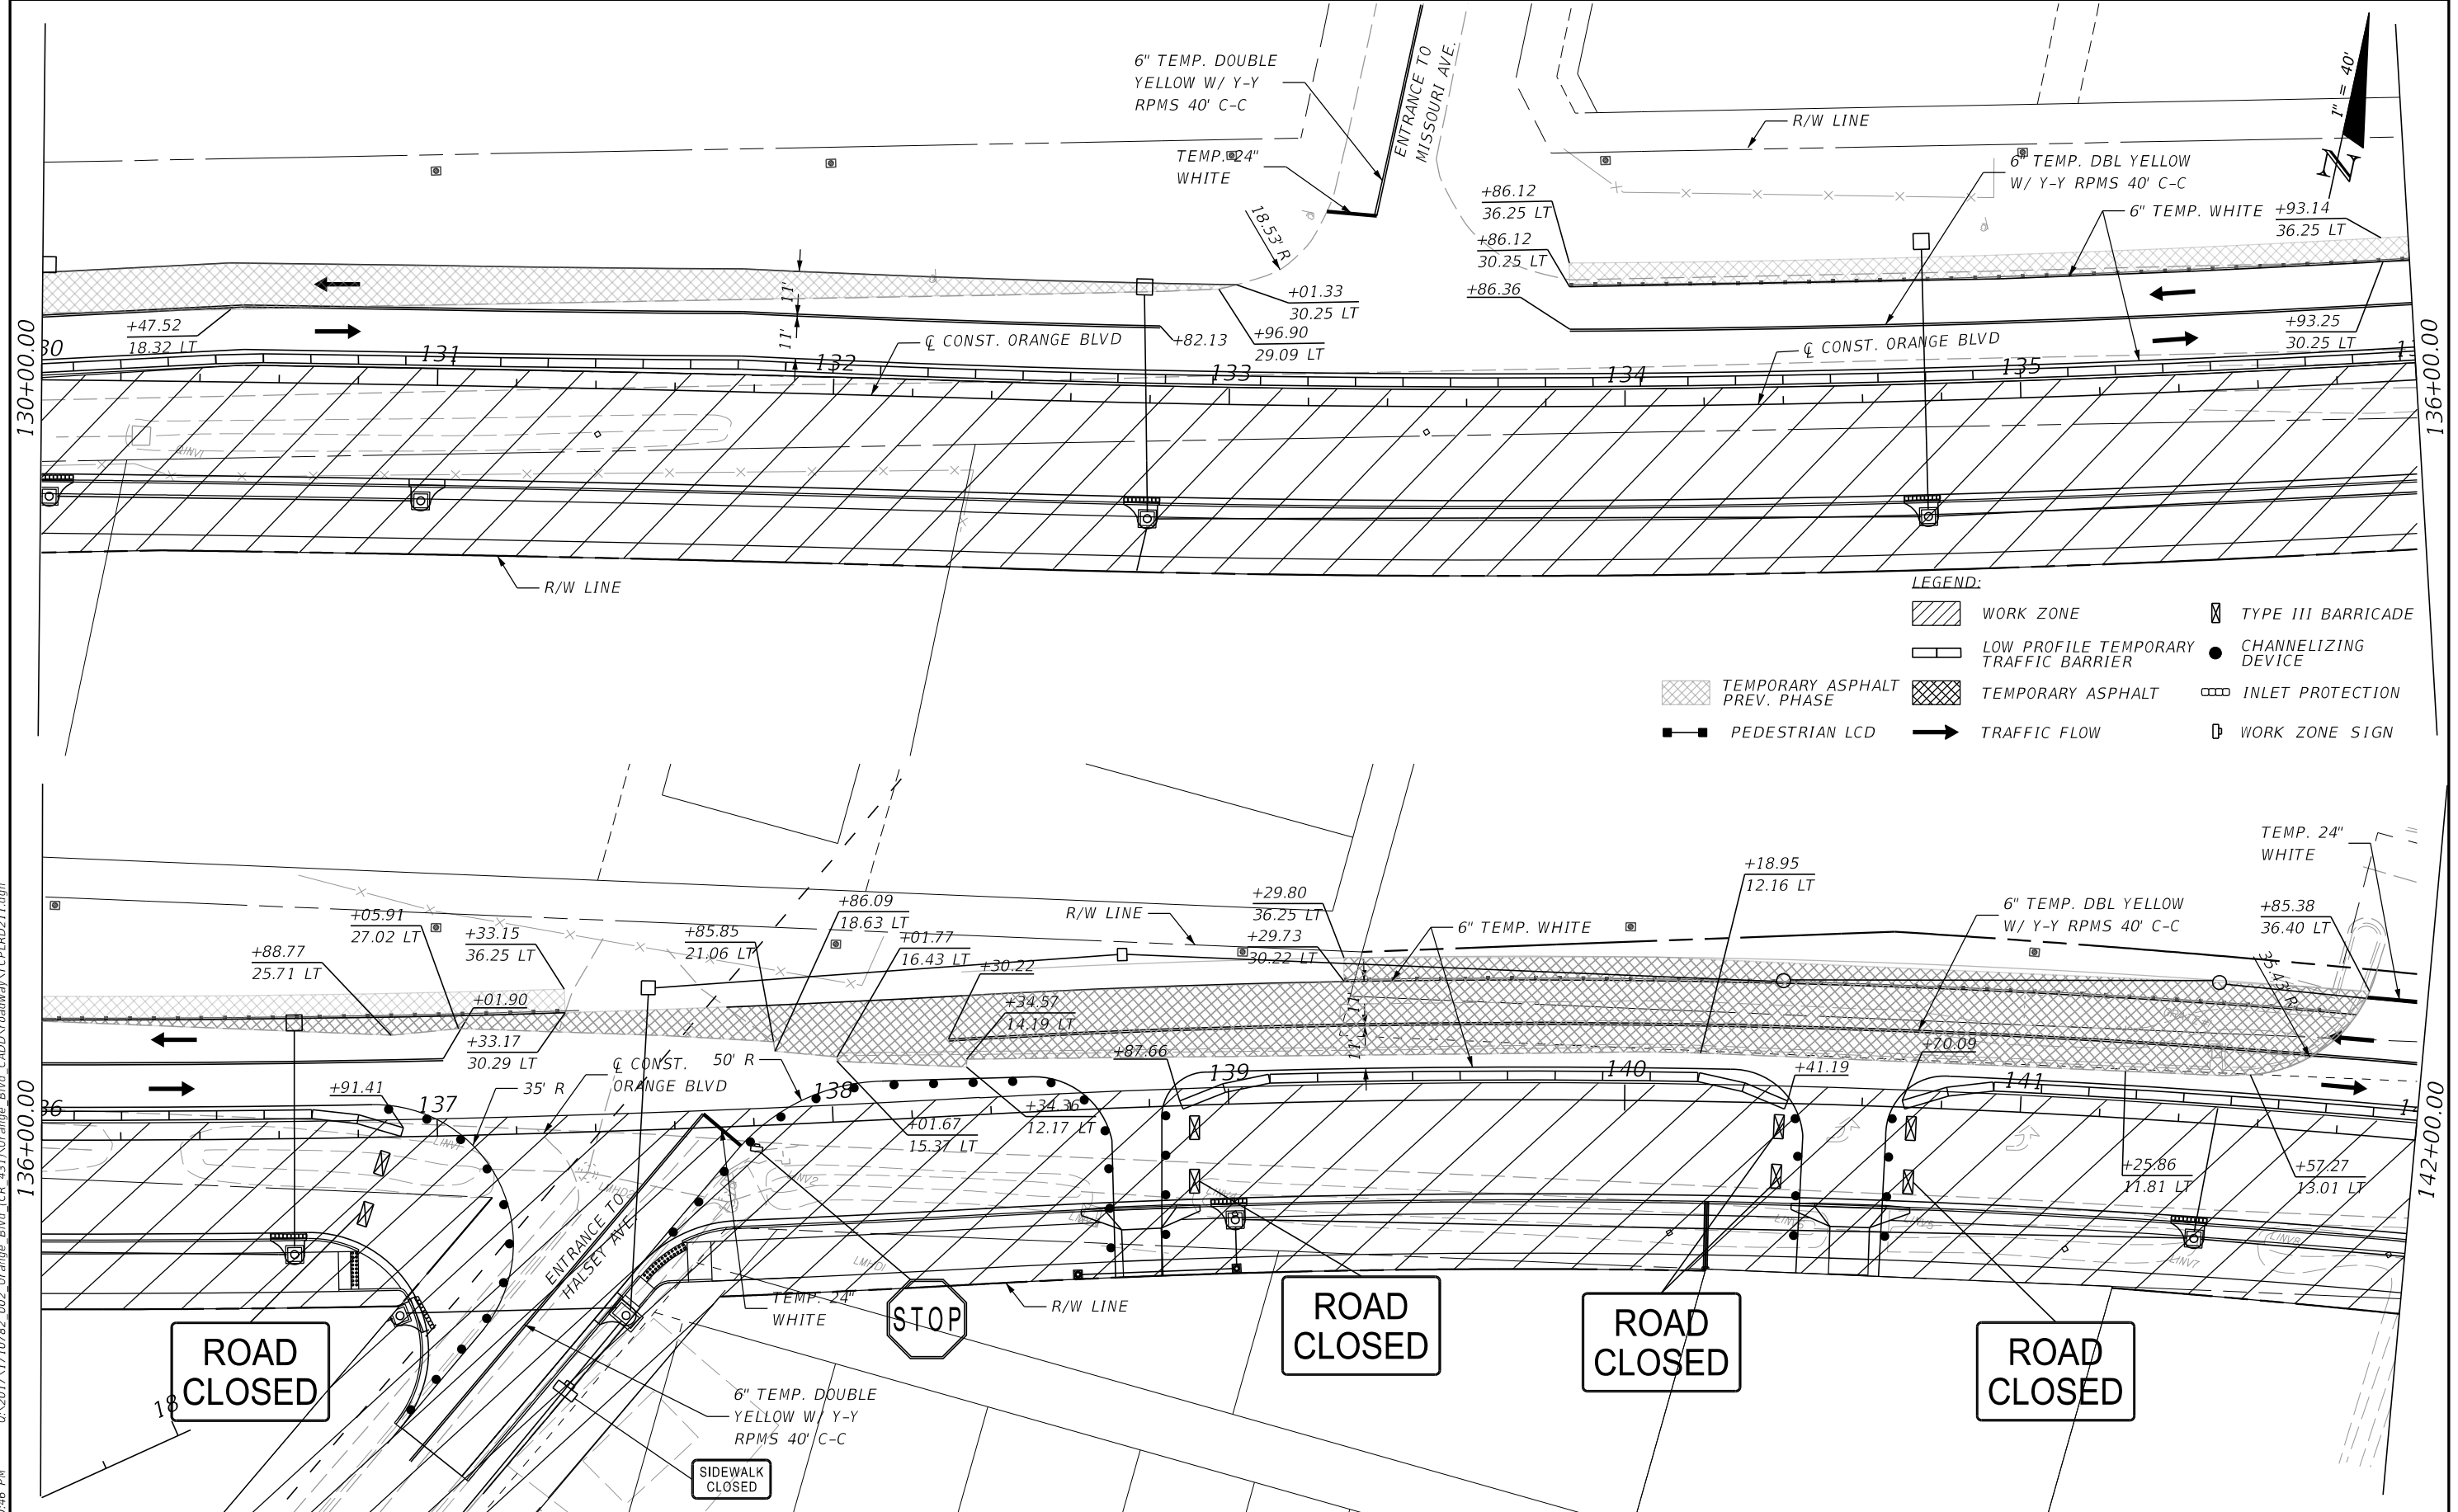 6" TEMP. DOUBLE
YELLOW W/ Y-Y
RPMS 40' C-C
ENTRANCE TO
MISSOURI AVE.
1" = 40'
N
R/W LINE
TEMP. 24"
WHITE
6" TEMP. DBL YELLOW
W/ Y-Y RPMS 40' C-C
18.53' R
+86.12
36.25 LT
6" TEMP. WHITE
+93.14
36.25 LT
+86.12
30.25 LT
+86.36
+01.33
30.25 LT
11'
11'
+47.52
18.32 LT
+82.13
+96.90
29.09 LT
℄ CONST. ORANGE BLVD
℄ CONST. ORANGE BLVD
+93.25
30.25 LT
130+00.00
131
132
133
134
135
136+00.00
R/W LINE
LEGEND:
WORK ZONE
TYPE III BARRICADE
LOW PROFILE TEMPORARY
TRAFFIC BARRIER
CHANNELIZING
DEVICE
TEMPORARY ASPHALT
PREV. PHASE
TEMPORARY ASPHALT
INLET PROTECTION
PEDESTRIAN LCD
TRAFFIC FLOW
WORK ZONE SIGN
TEMP. 24"
WHITE
+18.95
12.16 LT
+29.80
36.25 LT
+86.09
18.63 LT
R/W LINE
6" TEMP. WHITE
6" TEMP. DBL YELLOW
W/ Y-Y RPMS 40' C-C
+85.38
36.40 LT
+05.91
27.02 LT
+33.15
36.25 LT
+85.85
21.06 LT
+01.77
16.43 LT
+29.73
30.22 LT
+88.77
25.71 LT
+30.22
35.43' R
+01.90
+34.57
14.19 LT
11'
11'
+33.17
30.29 LT
+87.66
+70.09
50' R
℄ CONST.
ORANGE BLVD
35' R
+91.41
+41.19
136+00.00
137
138
139
140
141
142+00.00
+34.36
12.17 LT
+01.67
15.37 LT
+25.86
11.81 LT
+57.27
13.01 LT
ENTRANCE TO
HALSEY AVE.
LMHDI
TEMP. 24"
WHITE
STOP
R/W LINE
ROAD
CLOSED
ROAD
CLOSED
ROAD
CLOSED
ROAD
CLOSED
18
6" TEMP. DOUBLE
YELLOW W/ Y-Y
RPMS 40' C-C
SIDEWALK
CLOSED